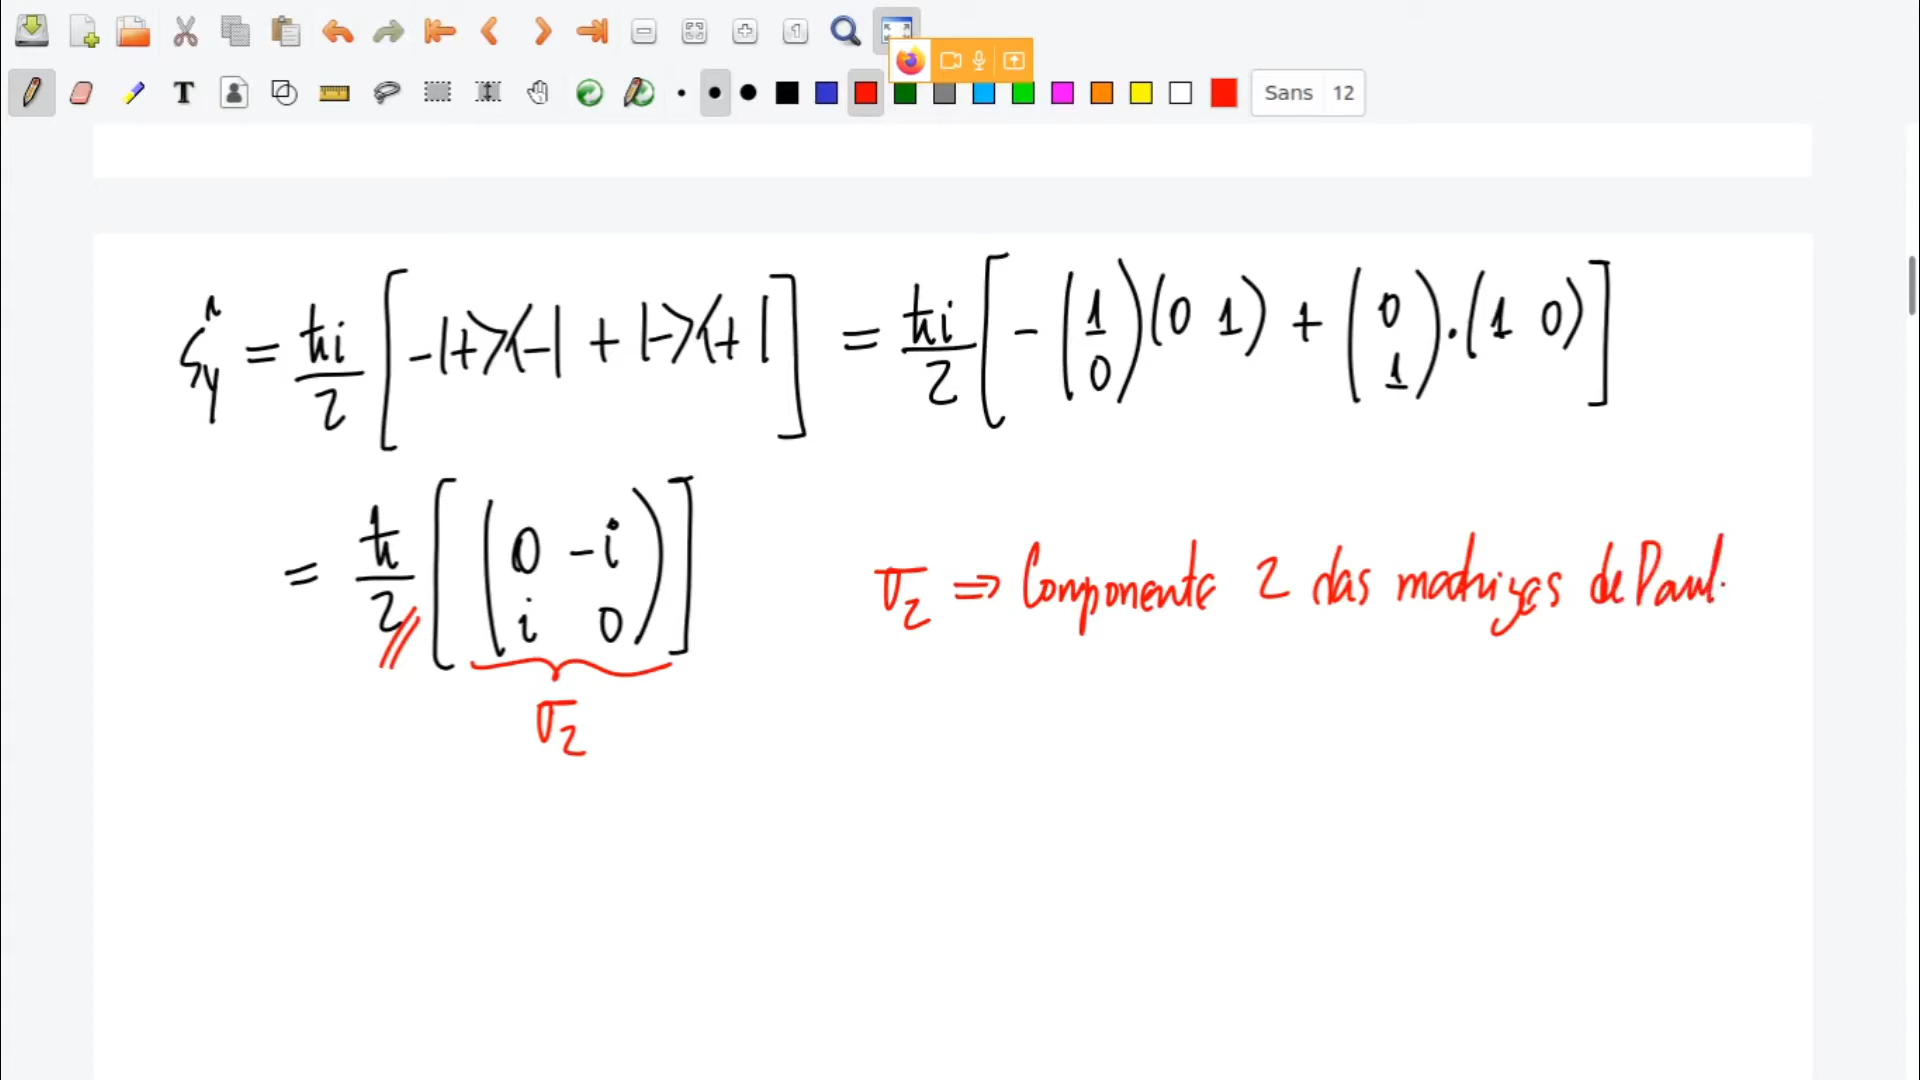 T Sans 12
Ŝy = ħi/2 [ -|+><-| + |-><+| ] = ħi/2 [ - (1 0) (0 1) + (0 1) . (1 0) ]
= ħ/2 [ (0 -i i 0) ]
σ2 ⇒ Componente 2 das matrizes de Paul.
σ2